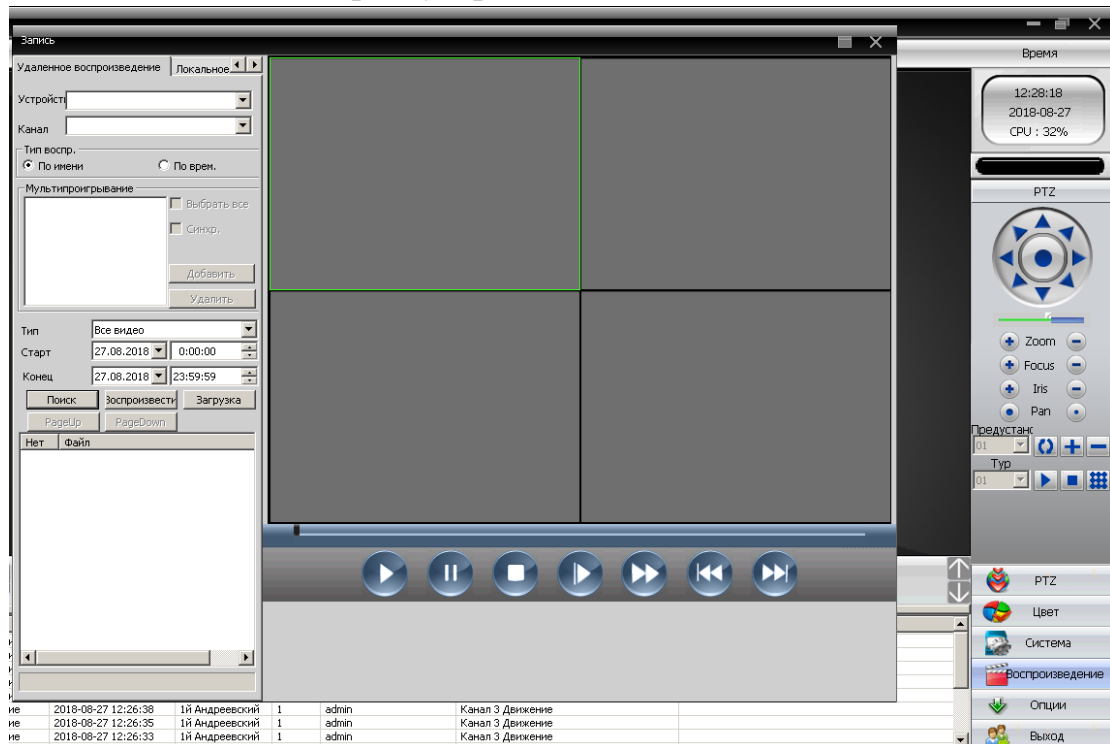 Запись
Удаленное воспроизведение
Локальное
Устройст
Канал
Тип воспр.
По имени
По врем.
Мультипроигрывание
Выбрать все
Синхр.
Добавить
Удалить
Тип
Все видео
Старт
27.08.2018
0:00:00
Конец
27.08.2018
23:59:59
Поиск
Воспроизвести
Загрузка
PageUp
PageDown
Нет
Файл
Время
12:28:18
2018-08-27
CPU : 32%
PTZ
Zoom
Focus
Iris
Pan
Предустанс
01
Тур
01
PTZ
Цвет
Система
Воспроизведение
Опции
Выход
ие 2018-08-27 12:26:38 1й Андреевский 1 admin Канал 3 Движение
ие 2018-08-27 12:26:35 1й Андреевский 1 admin Канал 3 Движение
ие 2018-08-27 12:26:33 1й Андреевский 1 admin Канал 3 Движение